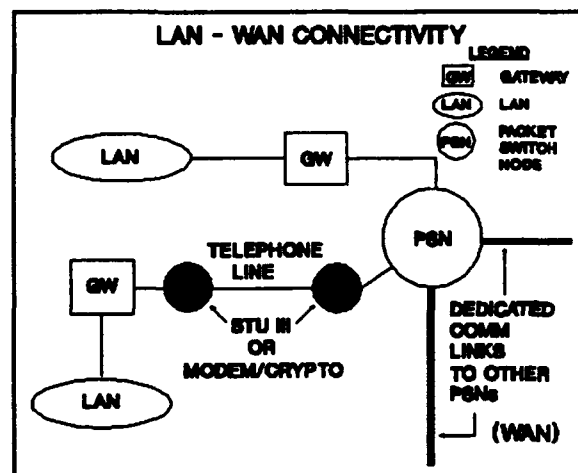 LAN - WAN CONNECTIVITY
LEGEND
GW GATEWAY
LAN LAN
PSN PACKET
SWITCH
NODE
LAN
GW
PSN
TELEPHONE
LINE
GW
STU III
OR
MODEM/CRYPTO
LAN
DEDICATED
COMM
LINKS
TO OTHER
PSNs
(WAN)